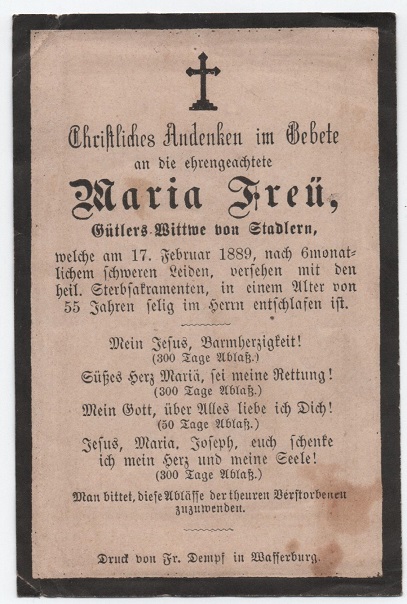 Christliches Andenken im Gebete
an die ehrengeachtete
Maria Freü,
Gütlers-Wittwe von Stadlern,
welche am 17. Februar 1889, nach 6monat-
lichem schweren Leiden, versehen mit den
heil. Sterbsakramenten, in einem Alter von
55 Jahren selig im Herrn entschlafen ist.
Mein Jesus, Barmherzigkeit!
(300 Tage Ablaß.)
Süßes Herz Mariä, sei meine Rettung!
(300 Tage Ablaß.)
Mein Gott, über Alles liebe ich Dich!
(50 Tage Ablaß.)
Jesus, Maria. Joseph, euch schenke
ich mein Herz und meine Seele!
(300 Tage Ablaß.)
Man bittet, diese Ablässe der theuren Verstorbenen
zuzuwenden.
Druck von Fr. Dempf in Wasserburg.